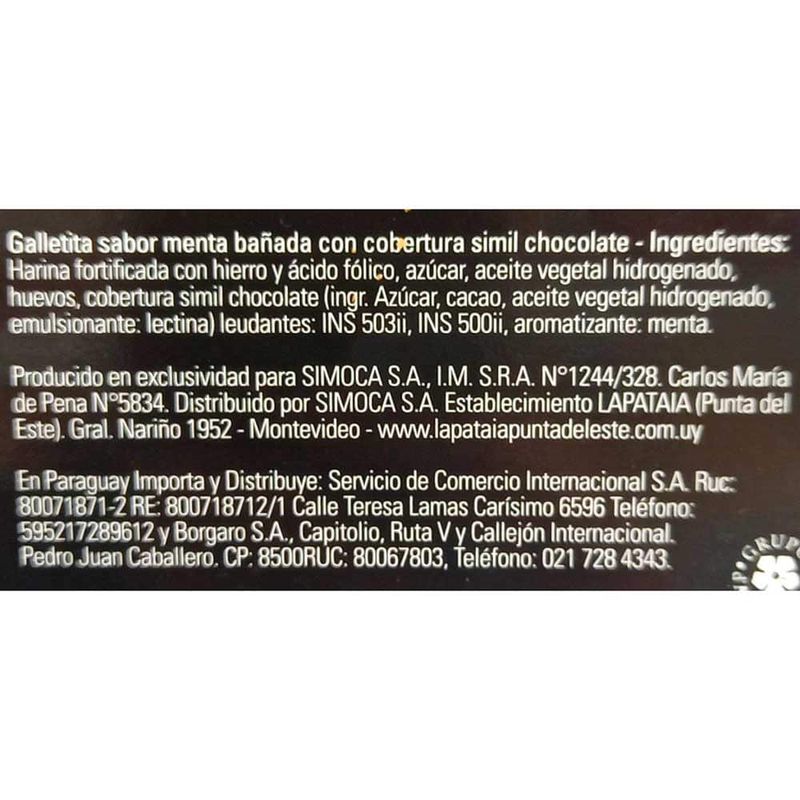 Galletita sabor menta bañada con cobertura simil chocolate - Ingredientes:
Harina fortificada con hierro y ácido fólico, azúcar, aceite vegetal hidrogenado,
huevos, cobertura simil chocolate (ingr. Azúcar, cacao, aceite vegetal hidrogenado,
emulsionante: lectina) leudantes: INS 503ii, INS 500ii, aromatizante: menta.
Producido en exclusividad para SIMOCA S.A., I.M. S.R.A. N°1244/328. Carlos María
de Pena N°5834. Distribuido por SIMOCA S.A. Establecimiento LAPATAIA (Punta del
Este). Gral. Nariño 1952 - Montevideo - www.lapataiapuntadeleste.com.uy
En Paraguay Importa y Distribuye: Servicio de Comercio Internacional S.A. Ruc:
80071871-2 RE: 800718712/1 Calle Teresa Lamas Carísimo 6596 Teléfono:
595217289612 y Borgaro S.A., Capitolio, Ruta V y Callejón Internacional.
Pedro Juan Caballero. CP: 8500RUC: 80067803, Teléfono: 021 728 4343.